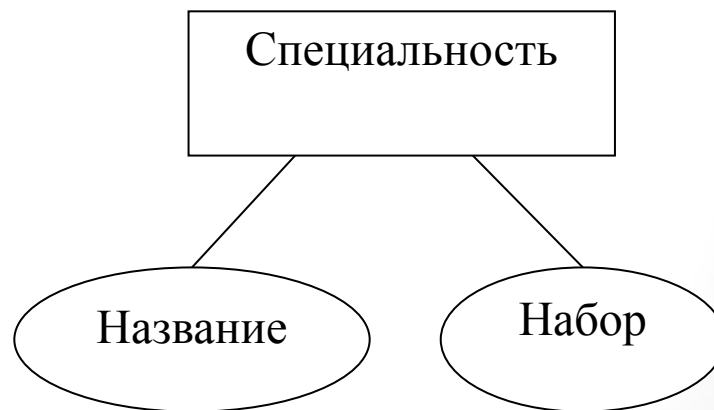 Специальность
Название
Набор